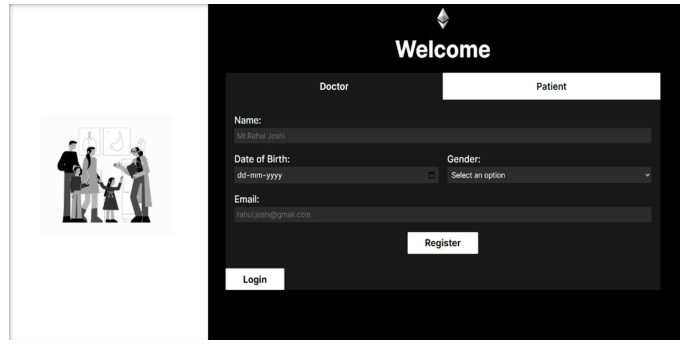 Welcome
Doctor Patient
Name:
Mr.Rahul Joshi
Date of Birth: Gender:
dd-mm-yyyy Select an option
Email:
rahul.joshi@gmail.com
Register
Login